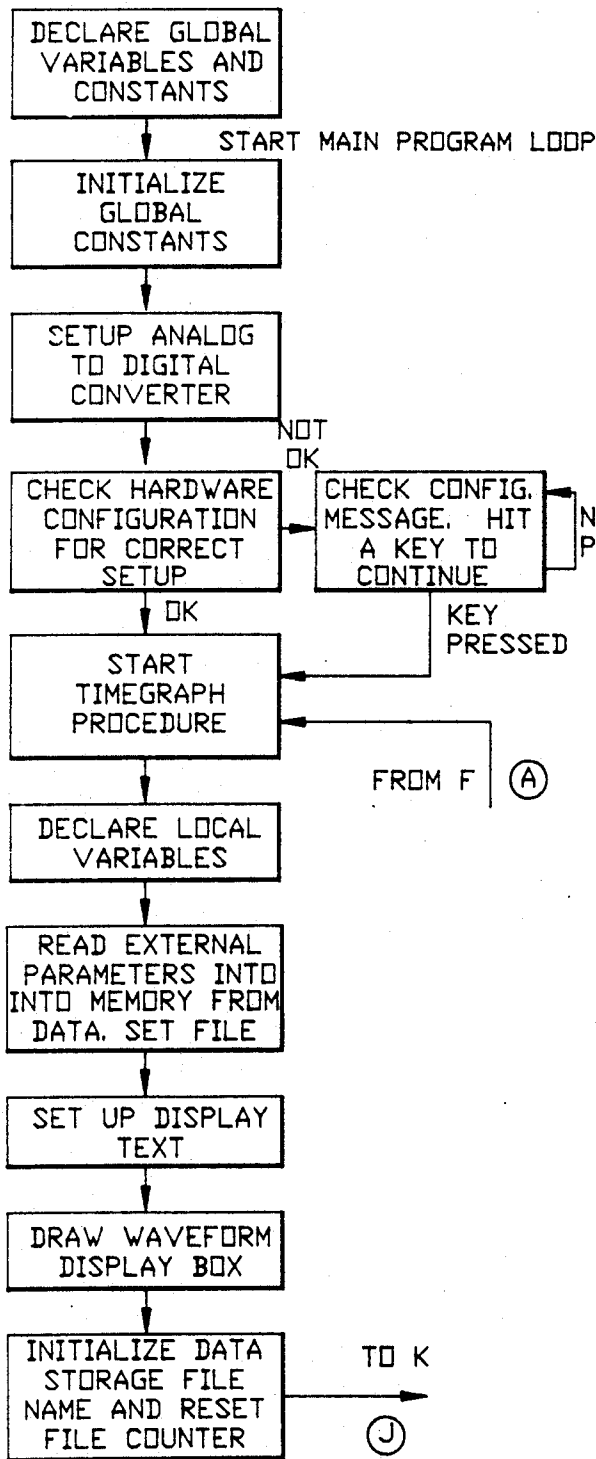 DECLARE GLOBAL
VARIABLES AND
CONSTANTS
START MAIN PROGRAM LOOP
INITIALIZE
GLOBAL
CONSTANTS
SETUP ANALOG
TO DIGITAL
CONVERTER
NOT
OK
CHECK HARDWARE
CONFIGURATION
FOR CORRECT
SETUP
CHECK CONFIG.
MESSAGE. HIT
A KEY TO
CONTINUE
N
P
OK
KEY
PRESSED
START
TIMEGRAPH
PROCEDURE
FROM F
A
DECLARE LOCAL
VARIABLES
READ EXTERNAL
PARAMETERS INTO
INTO MEMORY FROM
DATA. SET FILE
SET UP DISPLAY
TEXT
DRAW WAVEFORM
DISPLAY BOX
INITIALIZE DATA
STORAGE FILE
NAME AND RESET
FILE COUNTER
TO K
J